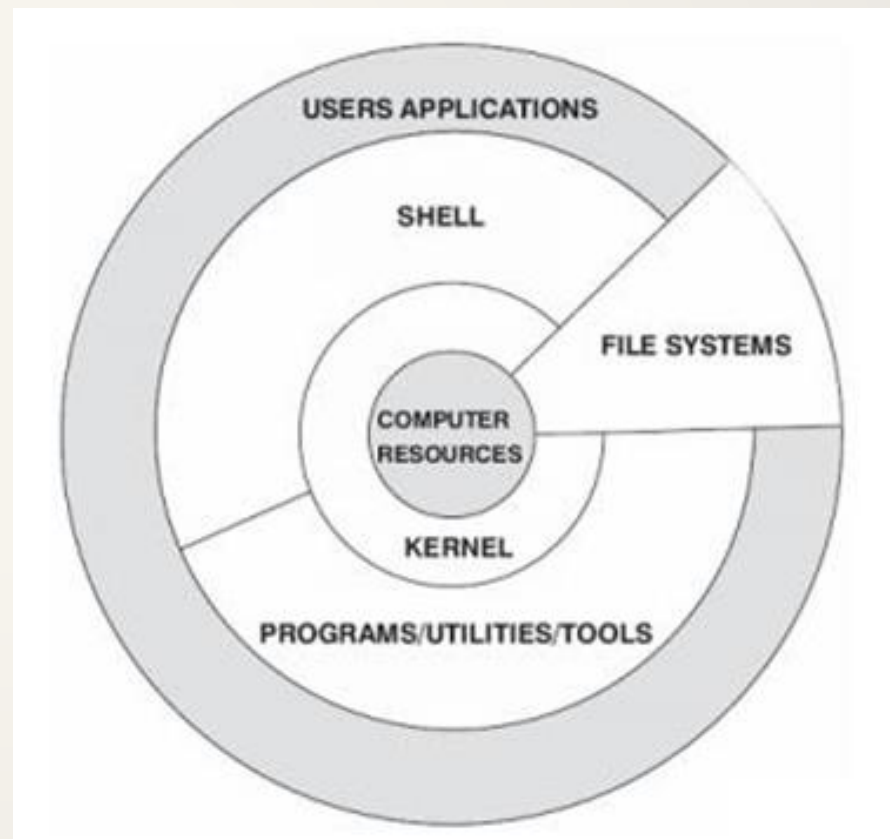 USERS APPLICATIONS
SHELL
FILE SYSTEMS
COMPUTER
RESOURCES
KERNEL
PROGRAMS/UTILITIES/TOOLS